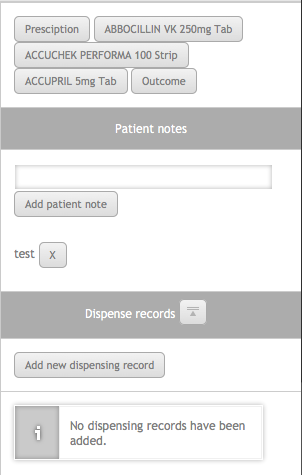 Presciption ABBOCILLIN VK 250mg Tab
ACCUCHEK PERFORMA 100 Strip
ACCUPRIL 5mg Tab Outcome
Patient notes
Add patient note
test X
Dispense records
Add new dispensing record
i No dispensing records have been
added.